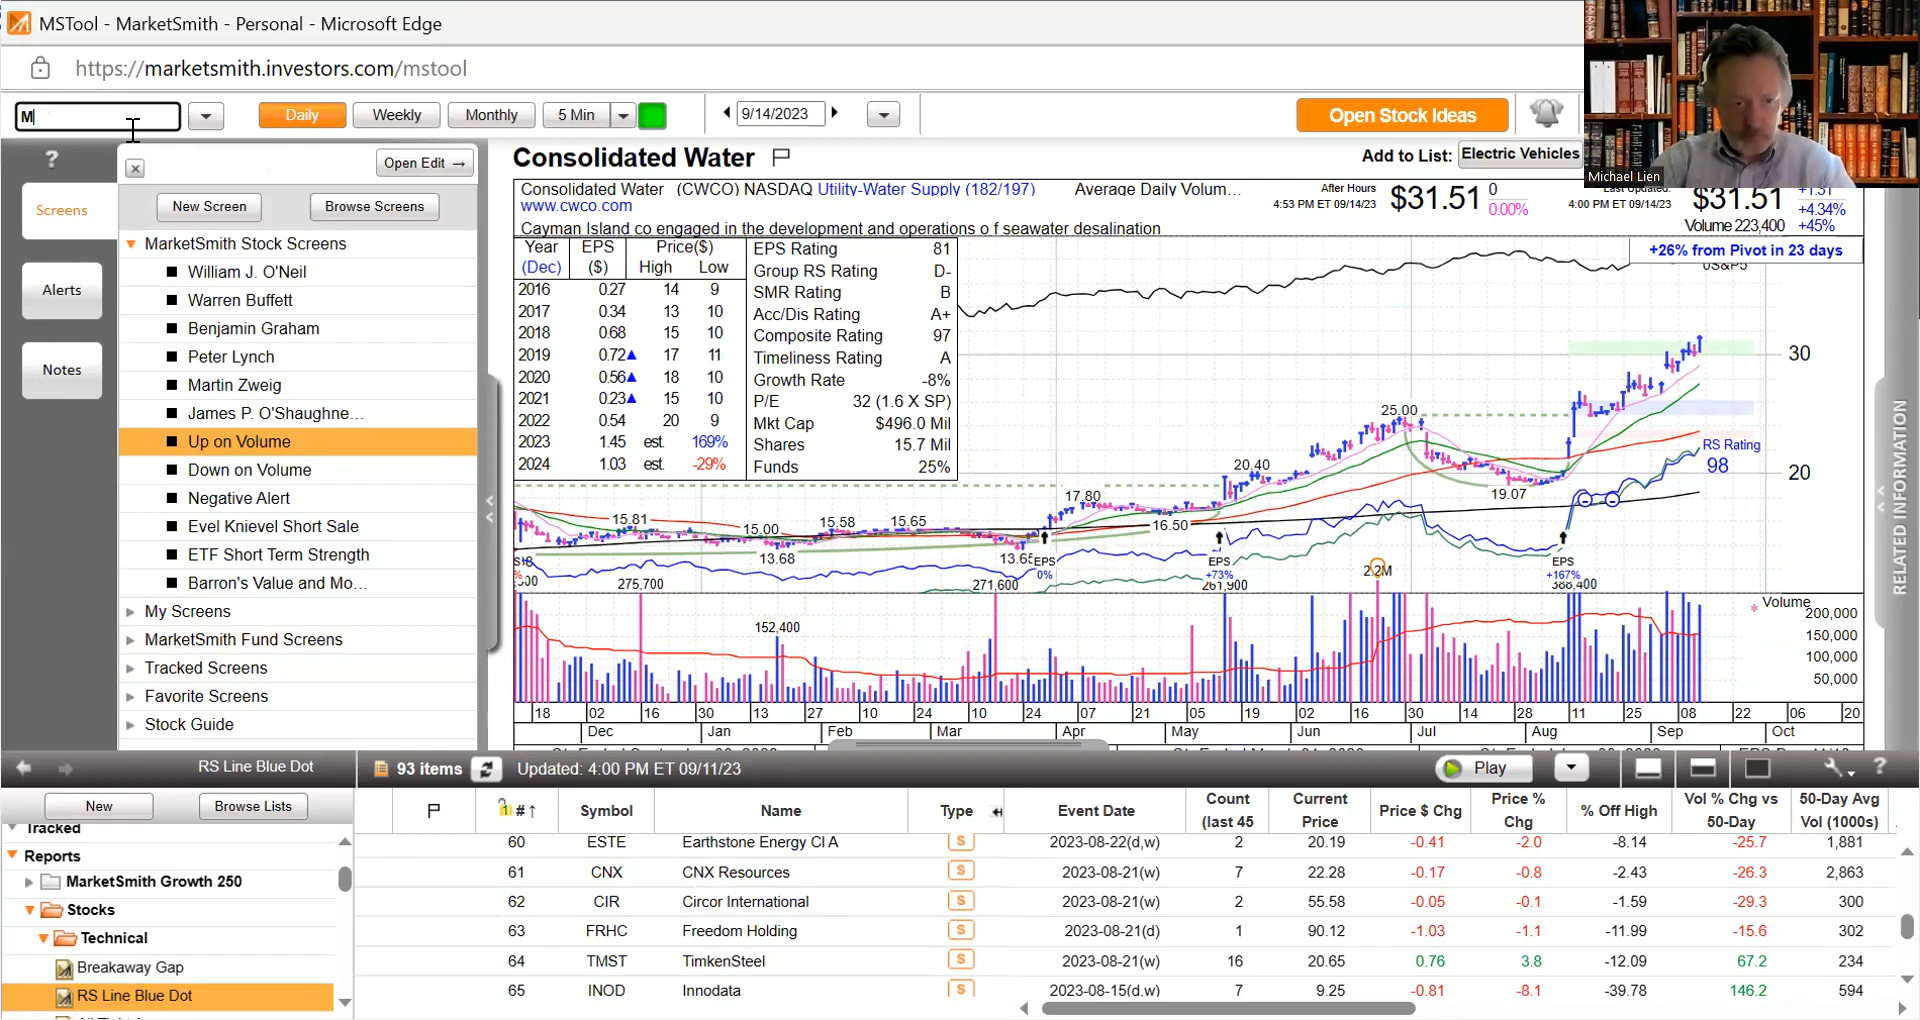 MSTool - MarketSmith - Personal - Microsoft Edge
https://marketsmith.investors.com/mstool
M
Daily
Weekly
Monthly
5 Min
9/14/2023
Open Stock Ideas
Michael Lien
?
Screens
Alerts
Notes
Open Edit →
New Screen
Browse Screens
MarketSmith Stock Screens
William J. O'Neil
Warren Buffett
Benjamin Graham
Peter Lynch
Martin Zweig
James P. O'Shaughne…
Up on Volume
Down on Volume
Negative Alert
Evel Knievel Short Sale
ETF Short Term Strength
Barron's Value and Mo…
My Screens
MarketSmith Fund Screens
Tracked Screens
Favorite Screens
Stock Guide
Consolidated Water
Add to List: Electric Vehicles
Consolidated Water (CWCO) NASDAQ Utility-Water Supply (182/197) Average Daily Volum…
www.cwco.com
After Hours
4:53 PM ET 09/14/23
$31.51
0
0.00%
Last Updated:
4:00 PM ET 09/14/23
$31.51
+1.31
+4.34%
Volume 223,400 +45%
Cayman Island co engaged in the development and operations o f seawater desalination
+26% from Pivot in 23 days
Year EPS Price($)
(Dec) ($) High Low
2016 0.27 14 9
2017 0.34 13 10
2018 0.68 15 10
2019 0.72 17 11
2020 0.56 18 10
2021 0.23 15 10
2022 0.54 20 9
2023 1.45 est. 169%
2024 1.03 est. -29%
EPS Rating 81
Group RS Rating D-
SMR Rating B
Acc/Dis Rating A+
Composite Rating 97
Timeliness Rating A
Growth Rate -8%
P/E 32 (1.6 X SP)
Mkt Cap $496.0 Mil
Shares 15.7 Mil
Funds 25%
30
20
RS Rating
98
25.00
20.40
19.07
17.80
16.50
15.81
15.00
15.58
15.65
13.68
13.65
EPS
0%
EPS
+73%
EPS
+167%
275,700
271,600
261,900
2.2M
388,400
152,400
Volume
200,000
150,000
100,000
50,000
18 02 16 30 13 27 10 24 10 24 07 21 05 19 02 16 30 14 28 11 25 08 22 06 20
Dec Jan Feb Mar Apr May Jun Jul Aug Sep Oct
RELATED INFORMATION
RS Line Blue Dot
93 items
Updated: 4:00 PM ET 09/11/23
Play
?
New
Browse Lists
Tracked
Reports
MarketSmith Growth 250
Stocks
Technical
Breakaway Gap
RS Line Blue Dot
# ↑ Symbol Name Type Event Date Count (last 45 Current Price Price $ Chg Price % Chg % Off High Vol % Chg vs 50-Day 50-Day Avg Vol (1000s)
60 ESTE Earthstone Energy Cl A S 2023-08-22(d,w) 2 20.19 -0.41 -2.0 -8.14 -25.7 1,881
61 CNX CNX Resources S 2023-08-21(w) 7 22.28 -0.17 -0.8 -2.43 -26.3 2,863
62 CIR Circor International S 2023-08-21(w) 2 55.58 -0.05 -0.1 -1.59 -29.3 300
63 FRHC Freedom Holding S 2023-08-21(d) 1 90.12 -1.03 -1.1 -11.99 -15.6 302
64 TMST TimkenSteel S 2023-08-21(w) 16 20.65 0.76 3.8 -12.09 67.2 234
65 INOD Innodata S 2023-08-15(d,w) 7 9.25 -0.81 -8.1 -39.78 146.2 594